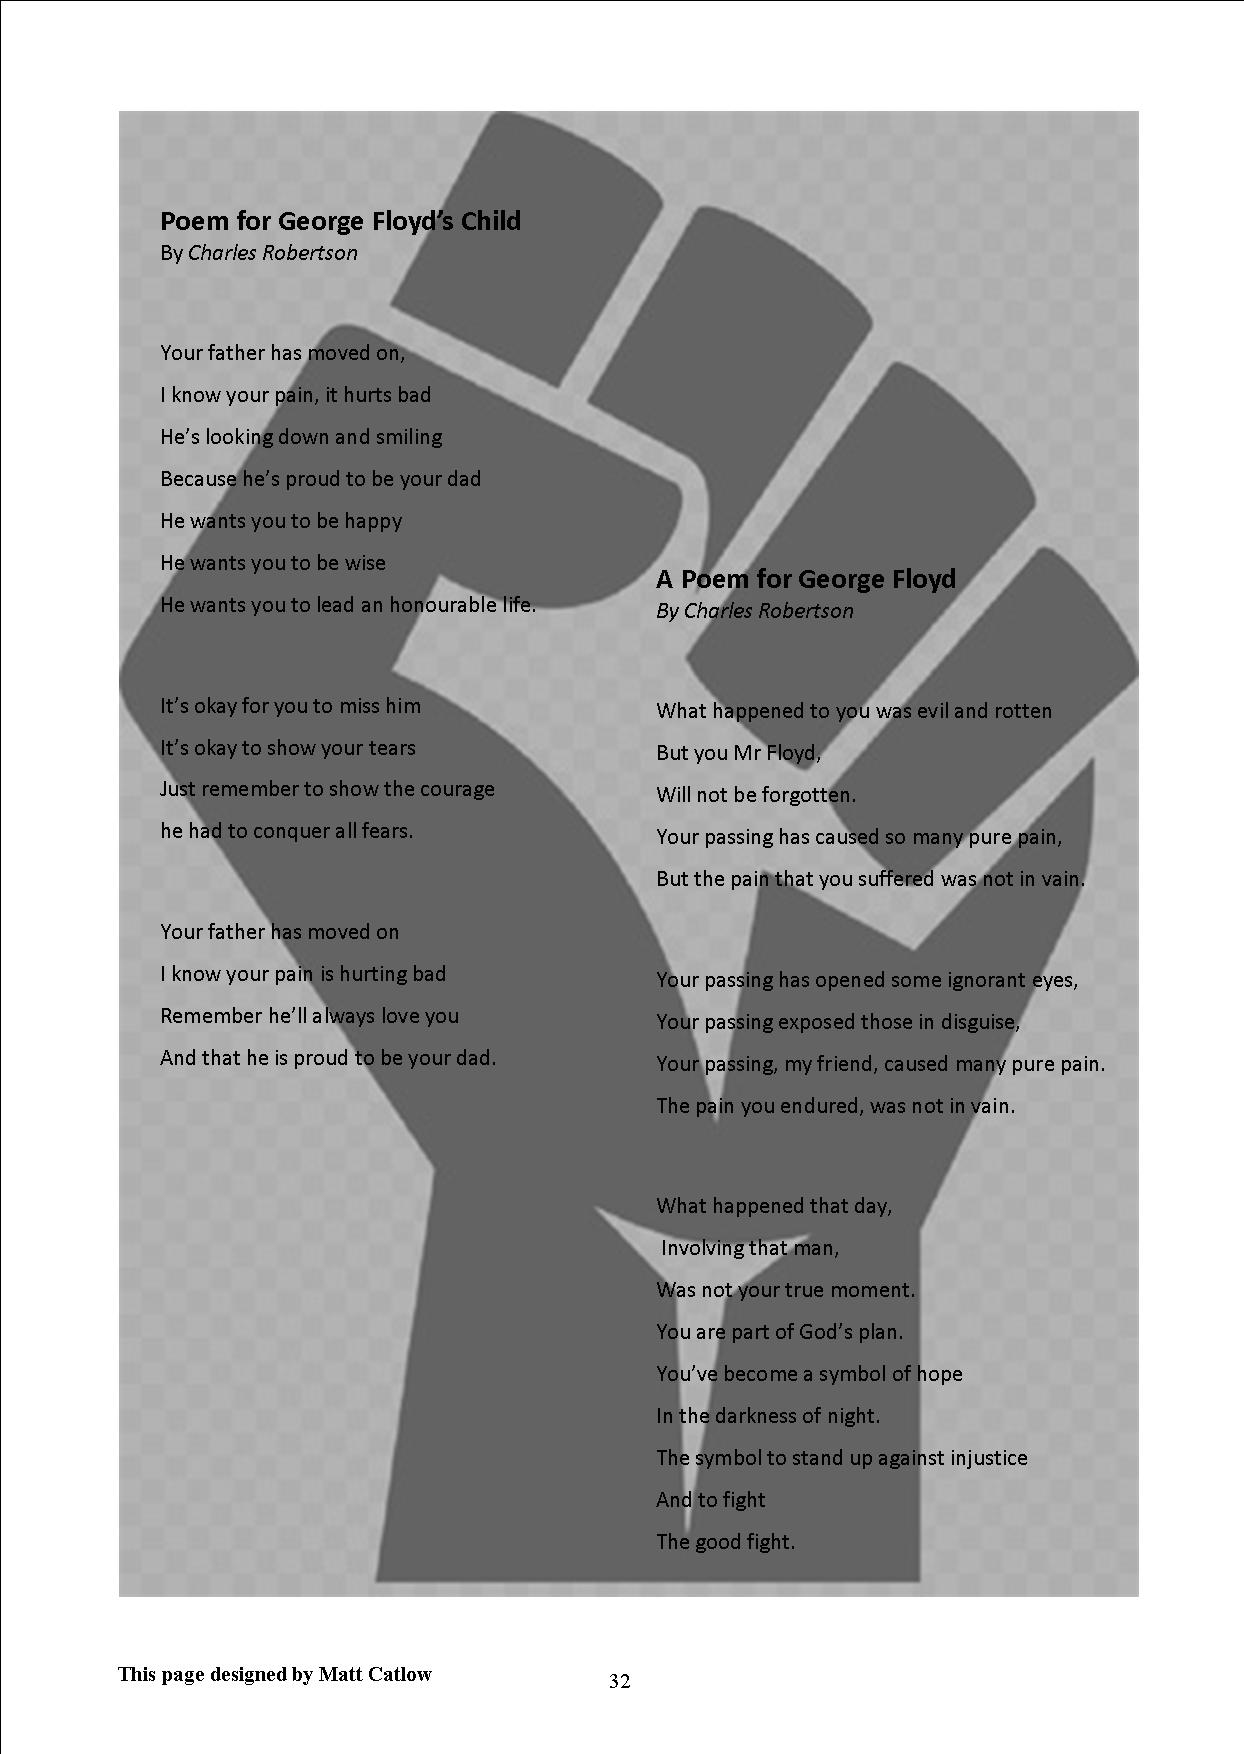 Poem for George Floyd’s Child
By Charles Robertson
Your father has moved on,
I know your pain, it hurts bad
He’s looking down and smiling
Because he’s proud to be your dad
He wants you to be happy
He wants you to be wise
He wants you to lead an honourable life.
It’s okay for you to miss him
It’s okay to show your tears
Just remember to show the courage
he had to conquer all fears.
Your father has moved on
I know your pain is hurting bad
Remember he’ll always love you
And that he is proud to be your dad.
A Poem for George Floyd
By Charles Robertson
What happened to you was evil and rotten
But you Mr Floyd,
Will not be forgotten.
Your passing has caused so many pure pain,
But the pain that you suffered was not in vain.
Your passing has opened some ignorant eyes,
Your passing exposed those in disguise,
Your passing, my friend, caused many pure pain.
The pain you endured, was not in vain.
What happened that day,
Involving that man,
Was not your true moment.
You are part of God’s plan.
You’ve become a symbol of hope
In the darkness of night.
The symbol to stand up against injustice
And to fight
The good fight.
This page designed by Matt Catlow
32